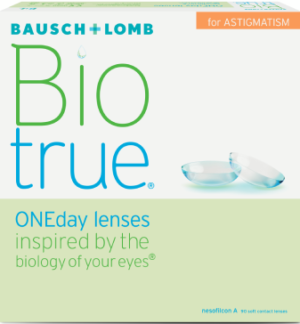 BAUSCH + LOMB
for ASTIGMATISM
Bio
true®
ONEday lenses
inspired by the
biology of your eyes®
nesofilcon A 90 soft contact lenses